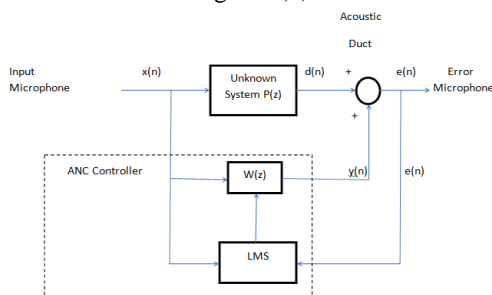 Acoustic
Duct
Input
Microphone
x(n)
Unknown
System P(z)
d(n)
+
e(n)
Error
Microphone
+
ANC Controller
W(z)
y(n)
e(n)
LMS